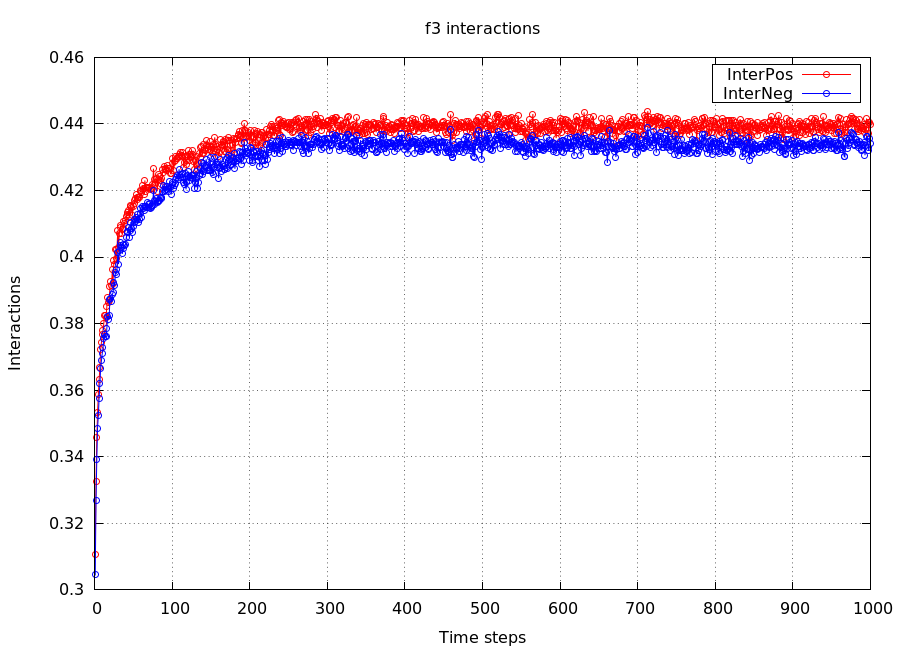 f3 interactions
InterPos
InterNeg
0.46
0.44
0.42
0.4
0.38
0.36
0.34
0.32
0.3
Interactions
0 100 200 300 400 500 600 700 800 900 1000
Time steps